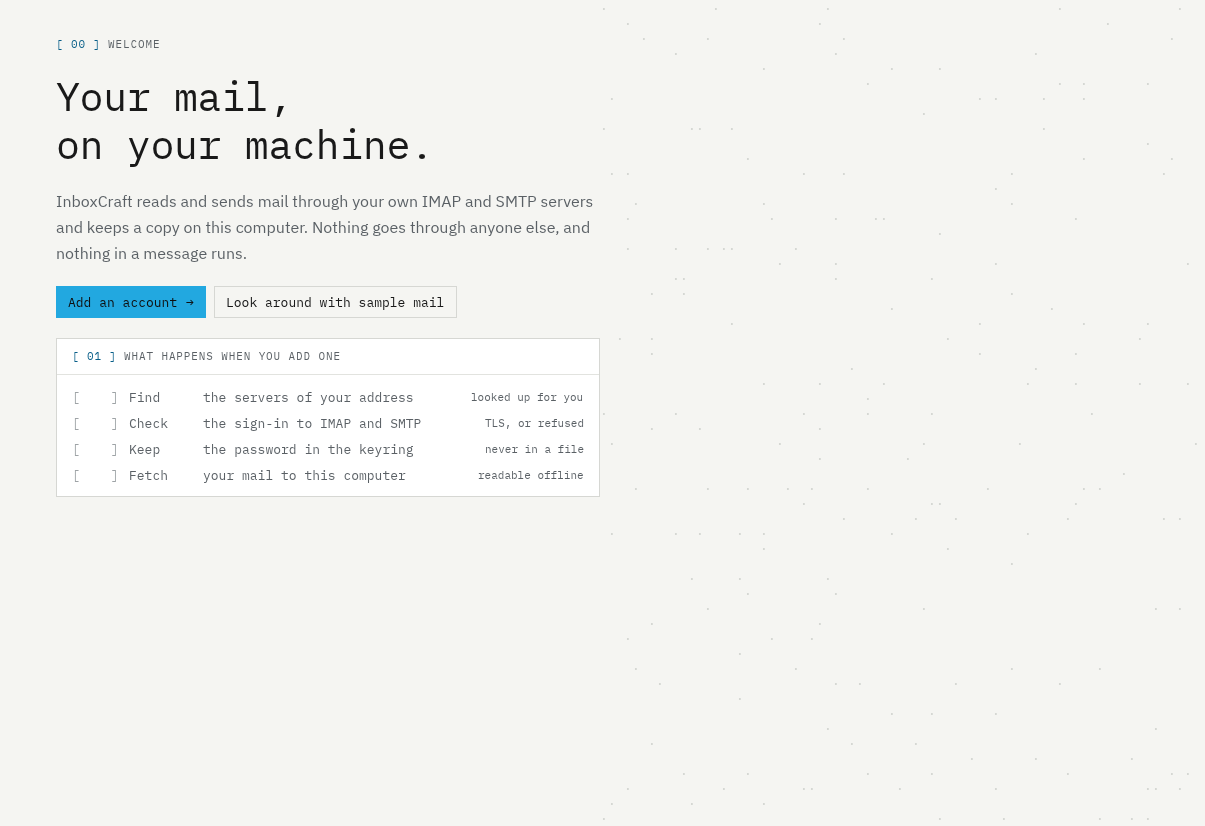 [ 00 ] WELCOME
Your mail,
on your machine.
InboxCraft reads and sends mail through your own IMAP and SMTP servers
and keeps a copy on this computer. Nothing goes through anyone else, and
nothing in a message runs.
Add an account → Look around with sample mail
[ 01 ] WHAT HAPPENS WHEN YOU ADD ONE
[ ] Find the servers of your address looked up for you
[ ] Check the sign-in to IMAP and SMTP TLS, or refused
[ ] Keep the password in the keyring never in a file
[ ] Fetch your mail to this computer readable offline